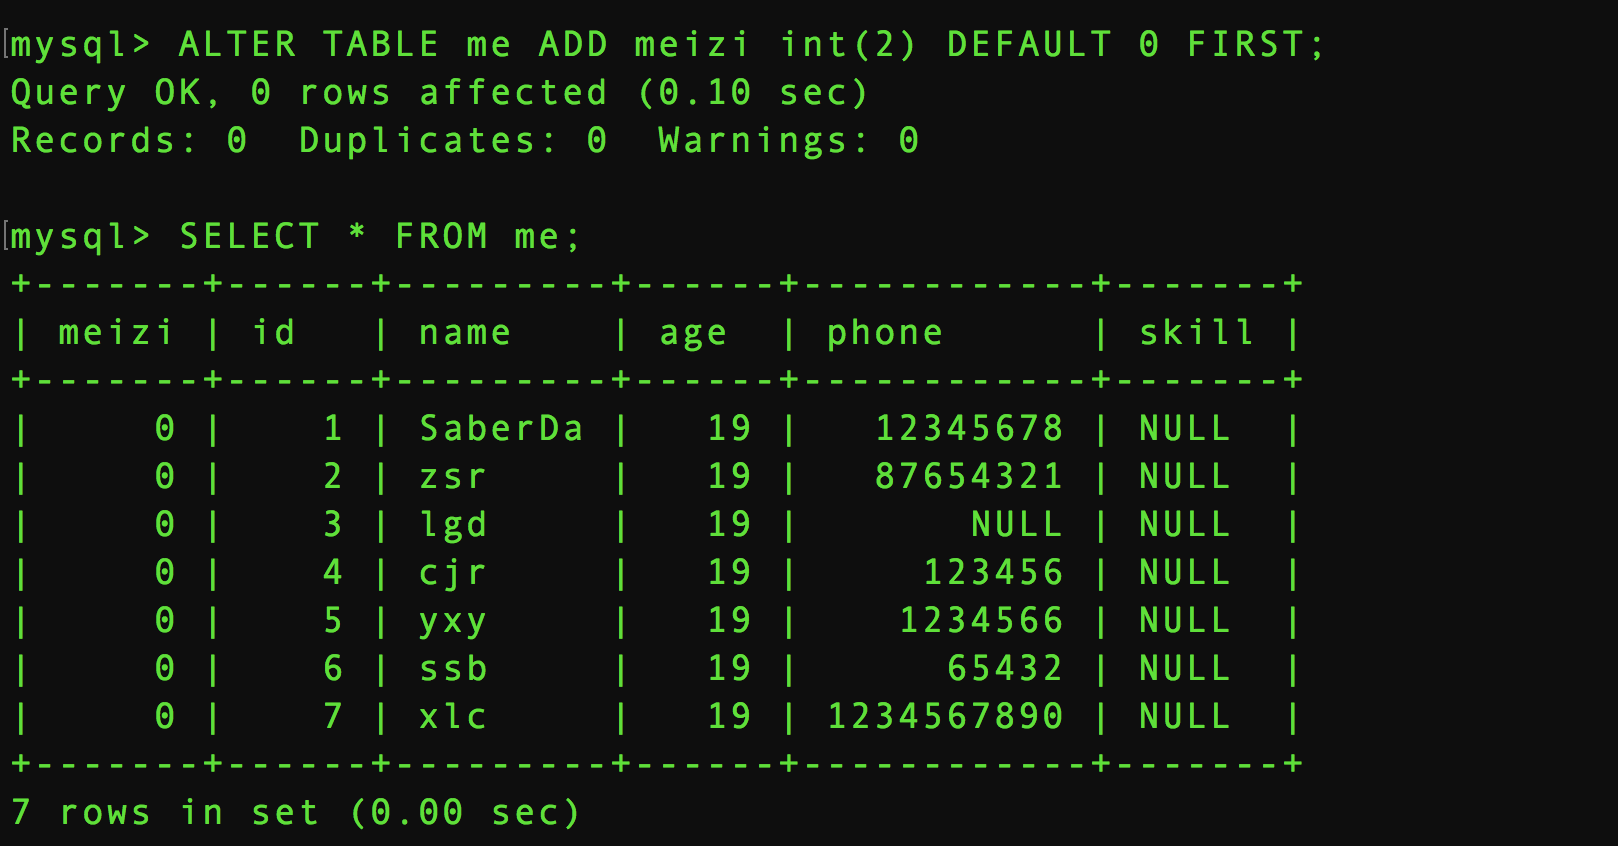 mysql> ALTER TABLE me ADD meizi int(2) DEFAULT 0 FIRST;
Query OK, 0 rows affected (0.10 sec)
Records: 0  Duplicates: 0  Warnings: 0

mysql> SELECT * FROM me;
+-------+------+---------+------+------------+-------+
| meizi | id   | name    | age  | phone      | skill |
+-------+------+---------+------+------------+-------+
|     0 |    1 | SaberDa |   19 |   12345678 | NULL  |
|     0 |    2 | zsr     |   19 |   87654321 | NULL  |
|     0 |    3 | lgd     |   19 |       NULL | NULL  |
|     0 |    4 | cjr     |   19 |     123456 | NULL  |
|     0 |    5 | yxy     |   19 |    1234566 | NULL  |
|     0 |    6 | ssb     |   19 |      65432 | NULL  |
|     0 |    7 | xlc     |   19 | 1234567890 | NULL  |
+-------+------+---------+------+------------+-------+
7 rows in set (0.00 sec)